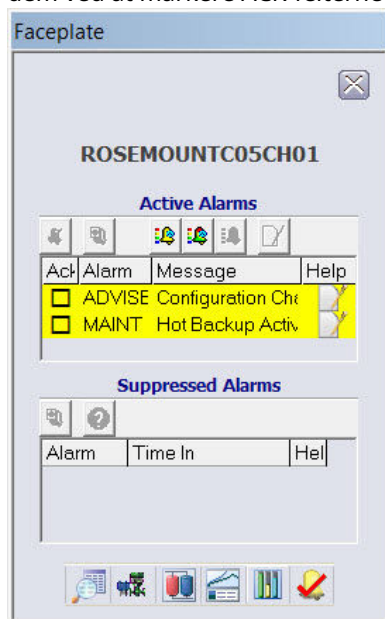 Faceplate
ROSEMOUNTC05CH01
Active Alarms
Ack Alarm Message Help
ADVISE Configuration Cha
MAINT Hot Backup Activ
Suppressed Alarms
Alarm Time In Hel